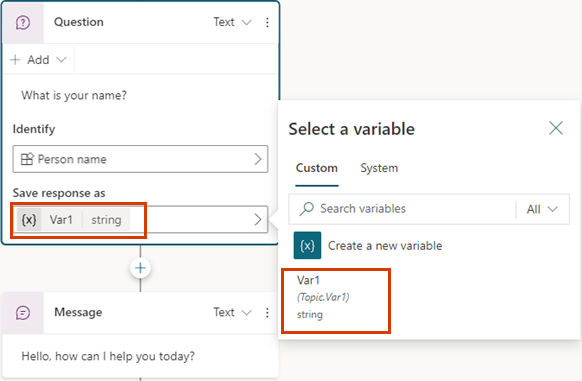 Question
Text
+ Add
What is your name?
Identify
Person name
Save response as
{x} Var1 string
Message
Text
Hello, how can I help you today?
Select a variable
Custom System
Search variables
All
{x} Create a new variable
Var1
(Topic.Var1)
string